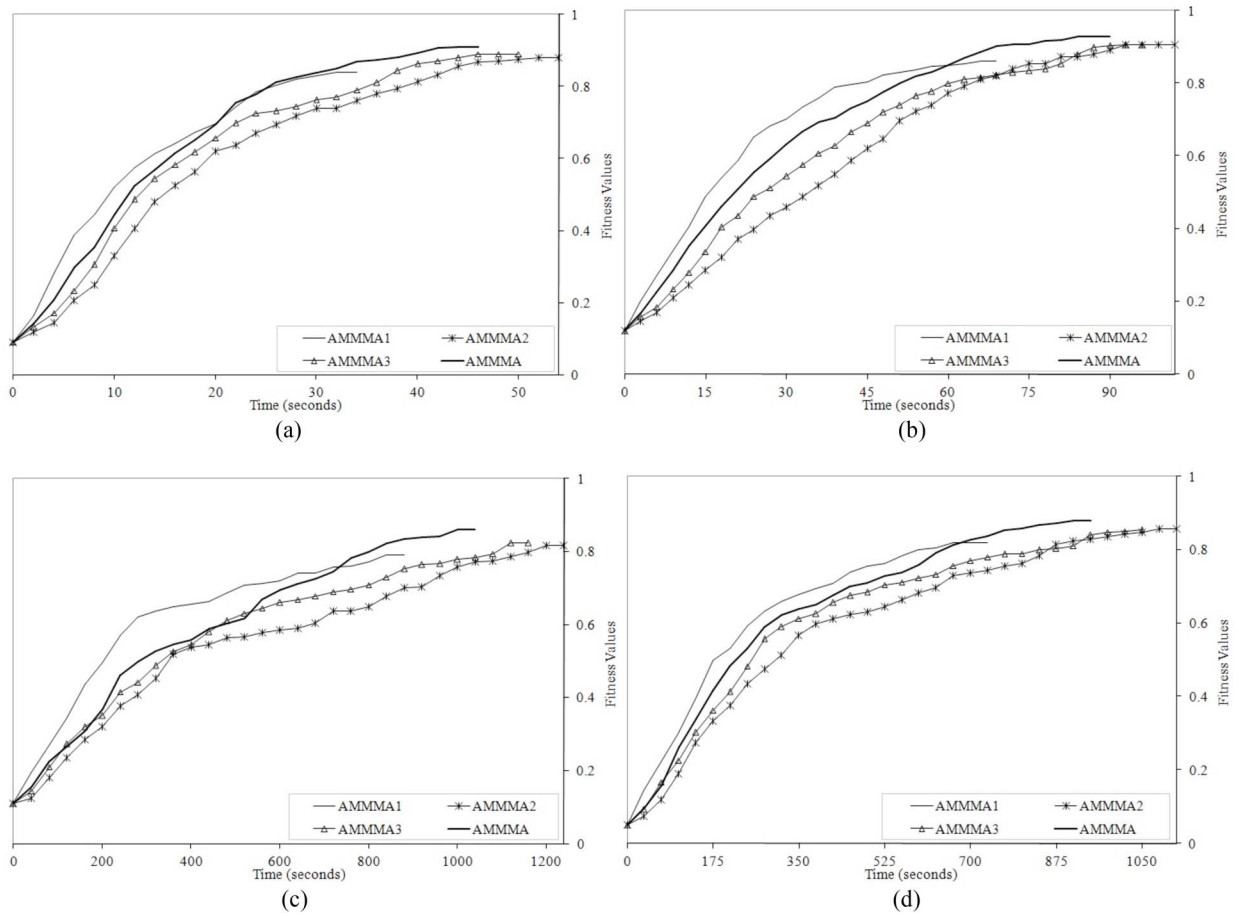 1
0.8
0.6
Fitness Values
0.4
0.2
0
AMMMA1 AMMMA2
AMMMA3 AMMMA
0 10 20 30 40 50
Time (seconds)
(a)
1
0.8
0.6
Fitness Values
0.4
0.2
0
AMMMA1 AMMMA2
AMMMA3 AMMMA
0 15 30 45 60 75 90
Time (seconds)
(b)
1
0.8
0.6
Fitness Values
0.4
0.2
0
AMMMA1 AMMMA2
AMMMA3 AMMMA
0 200 400 600 800 1000 1200
Time (seconds)
(c)
1
0.8
0.6
Fitness Values
0.4
0.2
0
AMMMA1 AMMMA2
AMMMA3 AMMMA
0 175 350 525 700 875 1050
Time (seconds)
(d)